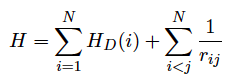 H = \sum_{i=1}^{N} H_D(i) + \sum_{i<j}^{N} \frac{1}{r_{ij}}